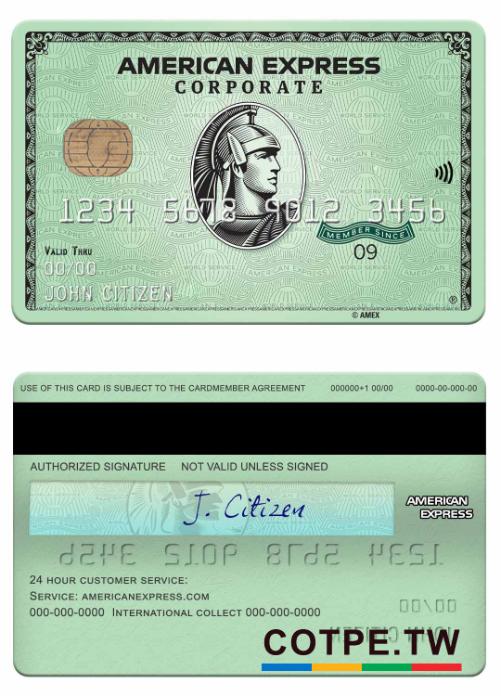 AMERICAN EXPRESS
CORPORATE
1234 5678 9012 3456
MEMBER SINCE
VALID THRU
09
00/00
JOHN CITIZEN
®
© AMEX
USE OF THIS CARD IS SUBJECT TO THE CARDMEMBER AGREEMENT 000000+1 00/00 0000-00-000-00
AUTHORIZED SIGNATURE NOT VALID UNLESS SIGNED
J. Citizen
AMERICAN
EXPRESS
1234 5678 9012 3456
24 HOUR CUSTOMER SERVICE:
SERVICE: AMERICANEXPRESS.COM
00/00
000-000-0000 INTERNATIONAL COLLECT 000-000-0000
JOHN CITIZEN
COTPE.TW